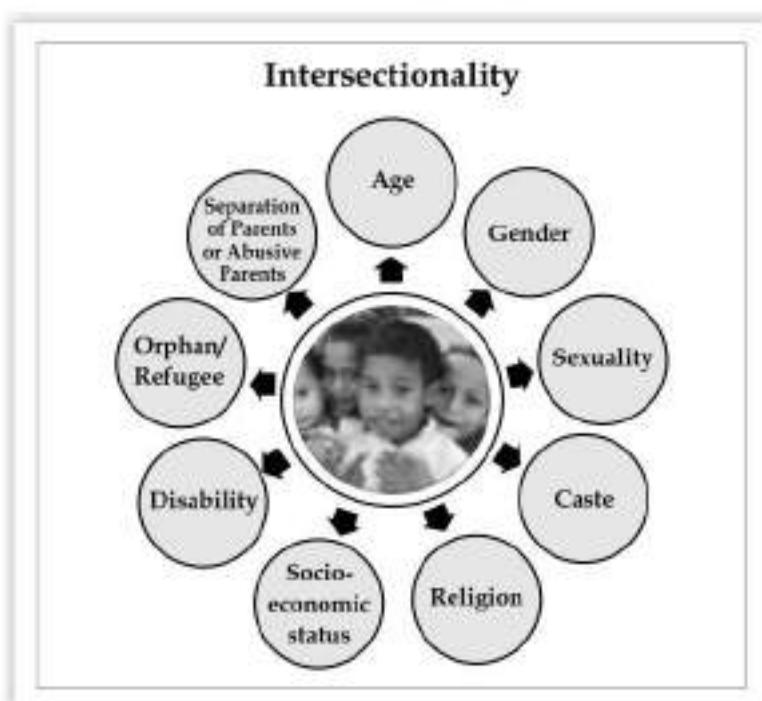 Intersectionality
Age
Gender
Sexuality
Caste
Religion
Socio-
economic
status
Disability
Orphan/
Refugee
Separation
of Parents
or Abusive
Parents